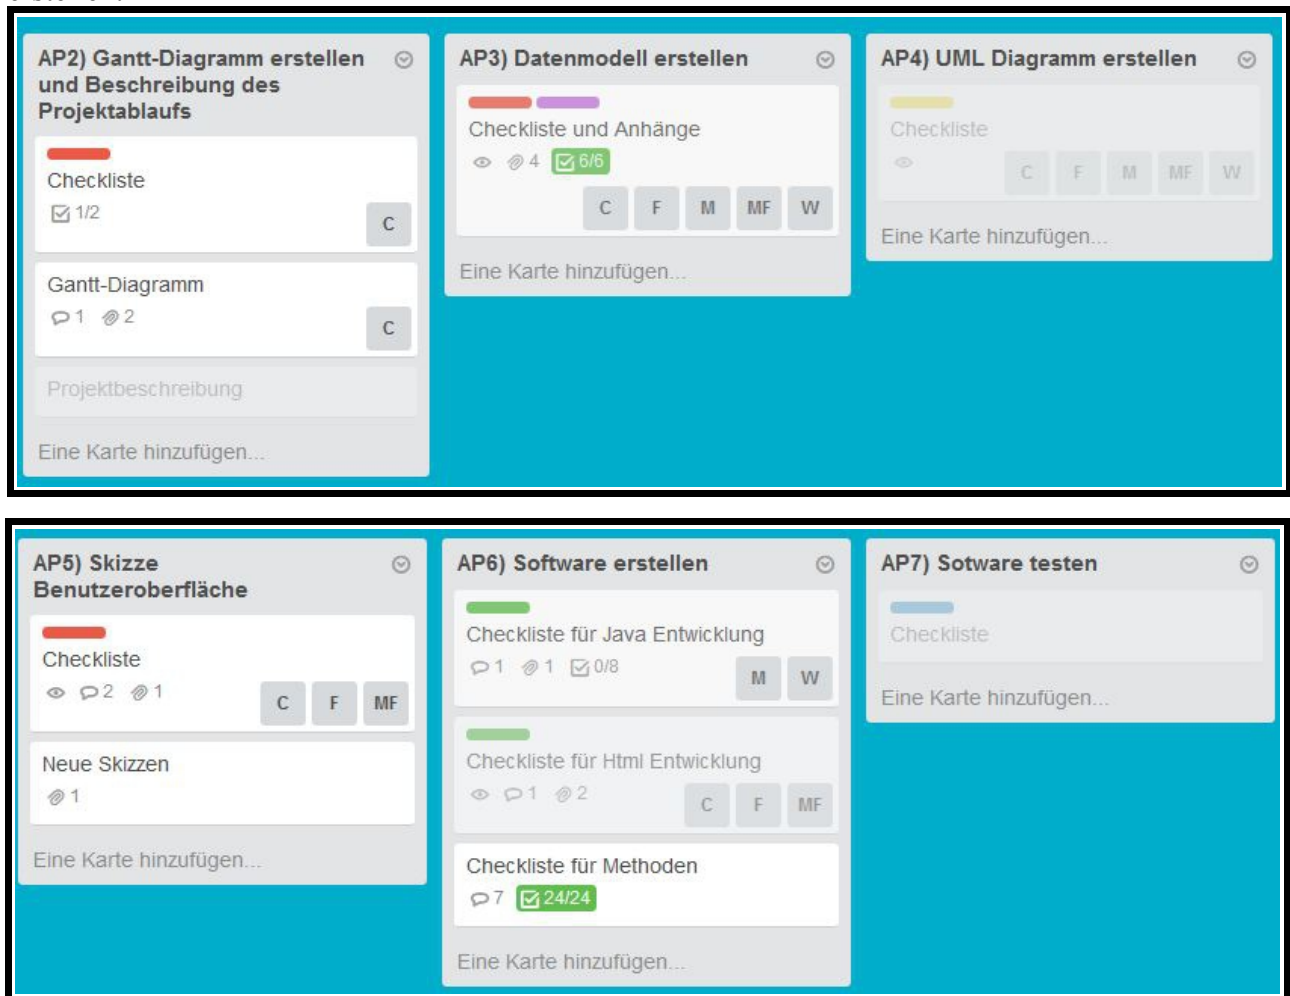 AP2) Gantt-Diagramm erstellen
und Beschreibung des
Projektablaufs
Checkliste
1/2
C
Gantt-Diagramm
1 2
C
Projektbeschreibung
Eine Karte hinzufügen...
AP3) Datenmodell erstellen
Checkliste und Anhänge
4 6/6
C F M MF W
Eine Karte hinzufügen...
AP4) UML Diagramm erstellen
Checkliste
C F M MF W
Eine Karte hinzufügen...
AP5) Skizze
Benutzeroberfläche
Checkliste
2 1
C F MF
Neue Skizzen
1
Eine Karte hinzufügen...
AP6) Software erstellen
Checkliste für Java Entwicklung
1 1 0/8
M W
Checkliste für Html Entwicklung
1 2
C F MF
Checkliste für Methoden
7 24/24
Eine Karte hinzufügen...
AP7) Sotware testen
Checkliste
Eine Karte hinzufügen...